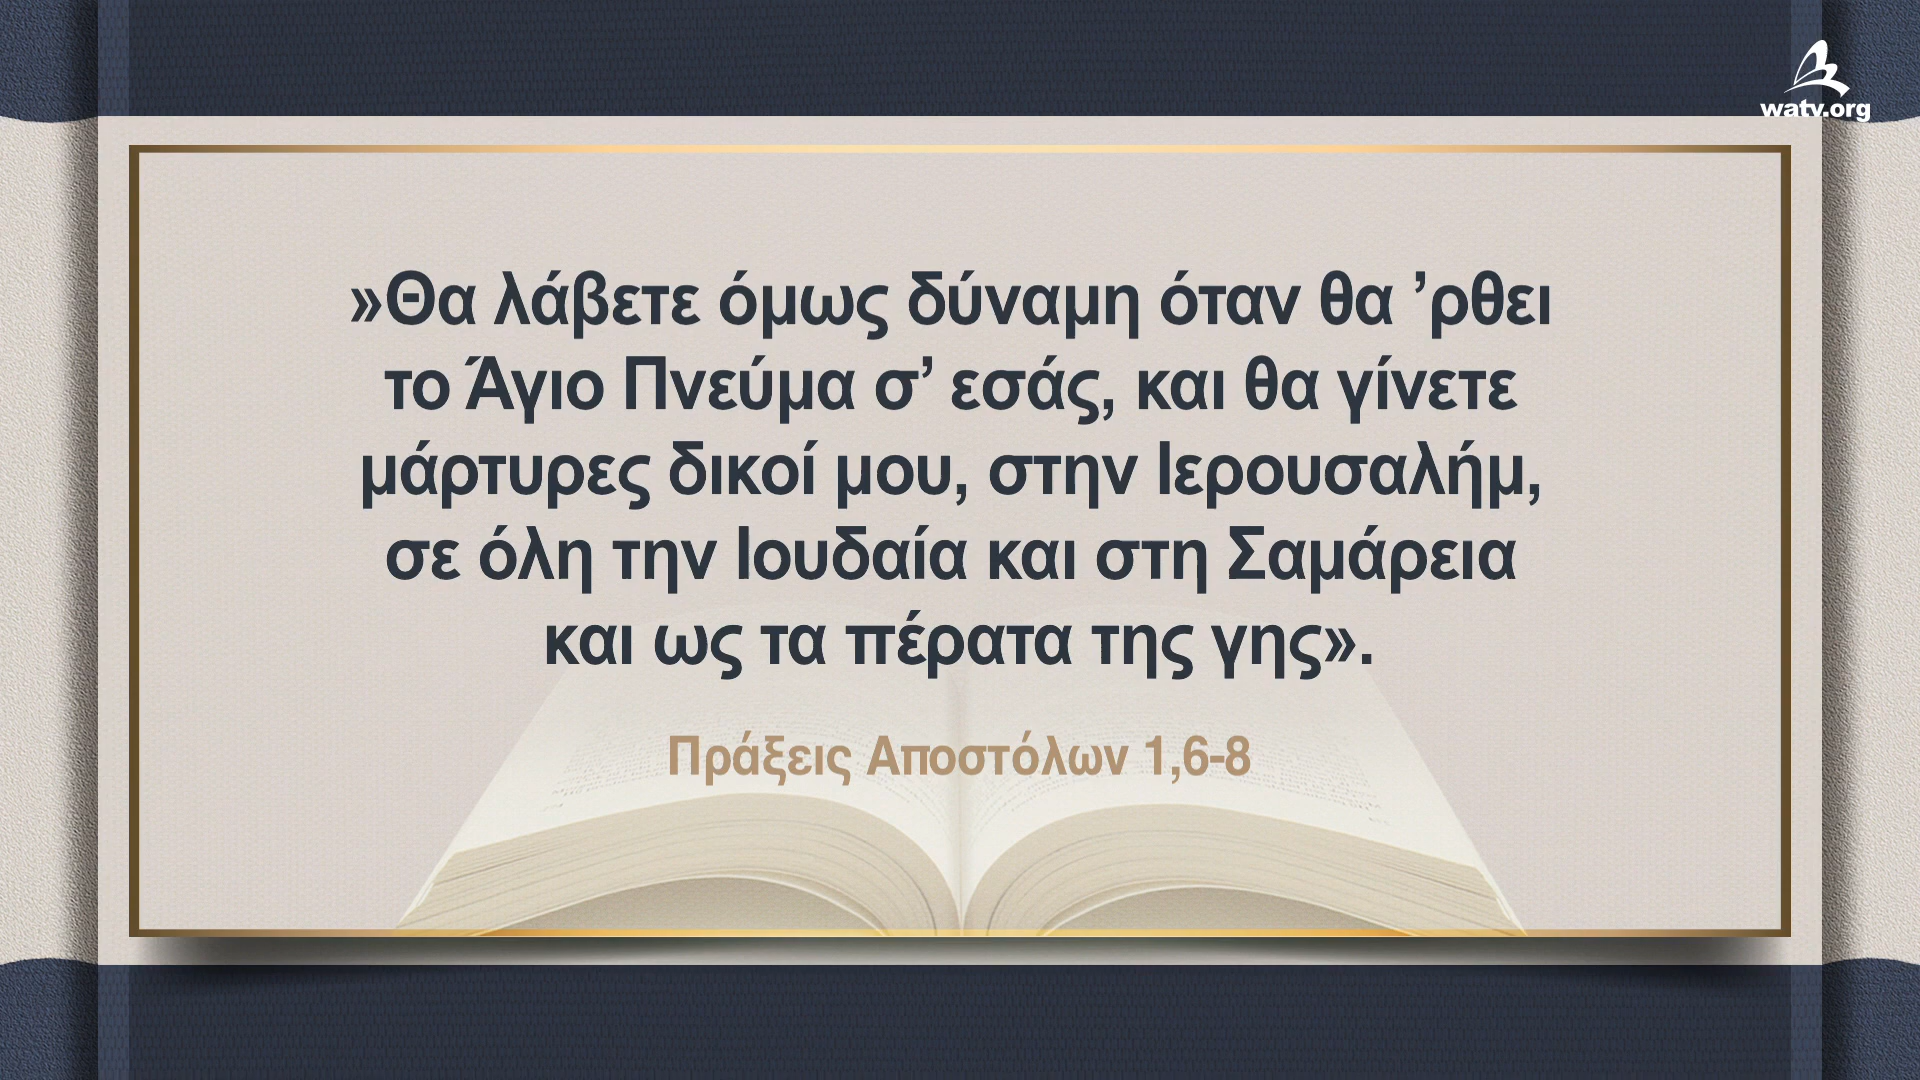 watv.org
»Θα λάβετε όμως δύναμη όταν θα ’ρθει
το Άγιο Πνεύμα σ’ εσάς, και θα γίνετε
μάρτυρες δικοί μου, στην Ιερουσαλήμ,
σε όλη την Ιουδαία και στη Σαμάρεια
και ως τα πέρατα της γης».
Πράξεις Αποστόλων 1,6-8